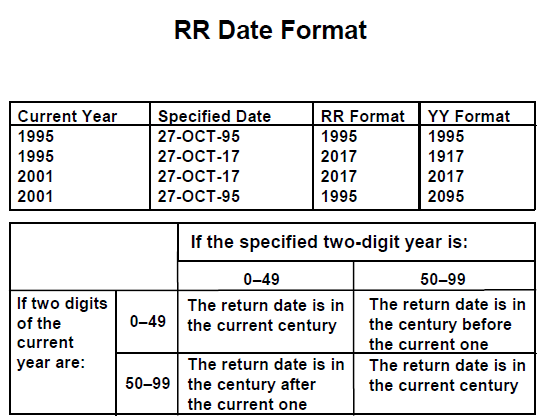 RR Date Format
Current Year Specified Date RR Format YY Format
1995 27-OCT-95 1995 1995
1995 27-OCT-17 2017 1917
2001 27-OCT-17 2017 2017
2001 27-OCT-95 1995 2095
If the specified two-digit year is:
0–49 50–99
If two digits
of the
current
year are:
0–49
The return date is in
the current century
The return date is in
the century before
the current one
50–99
The return date is in
the century after
the current one
The return date is in
the current century